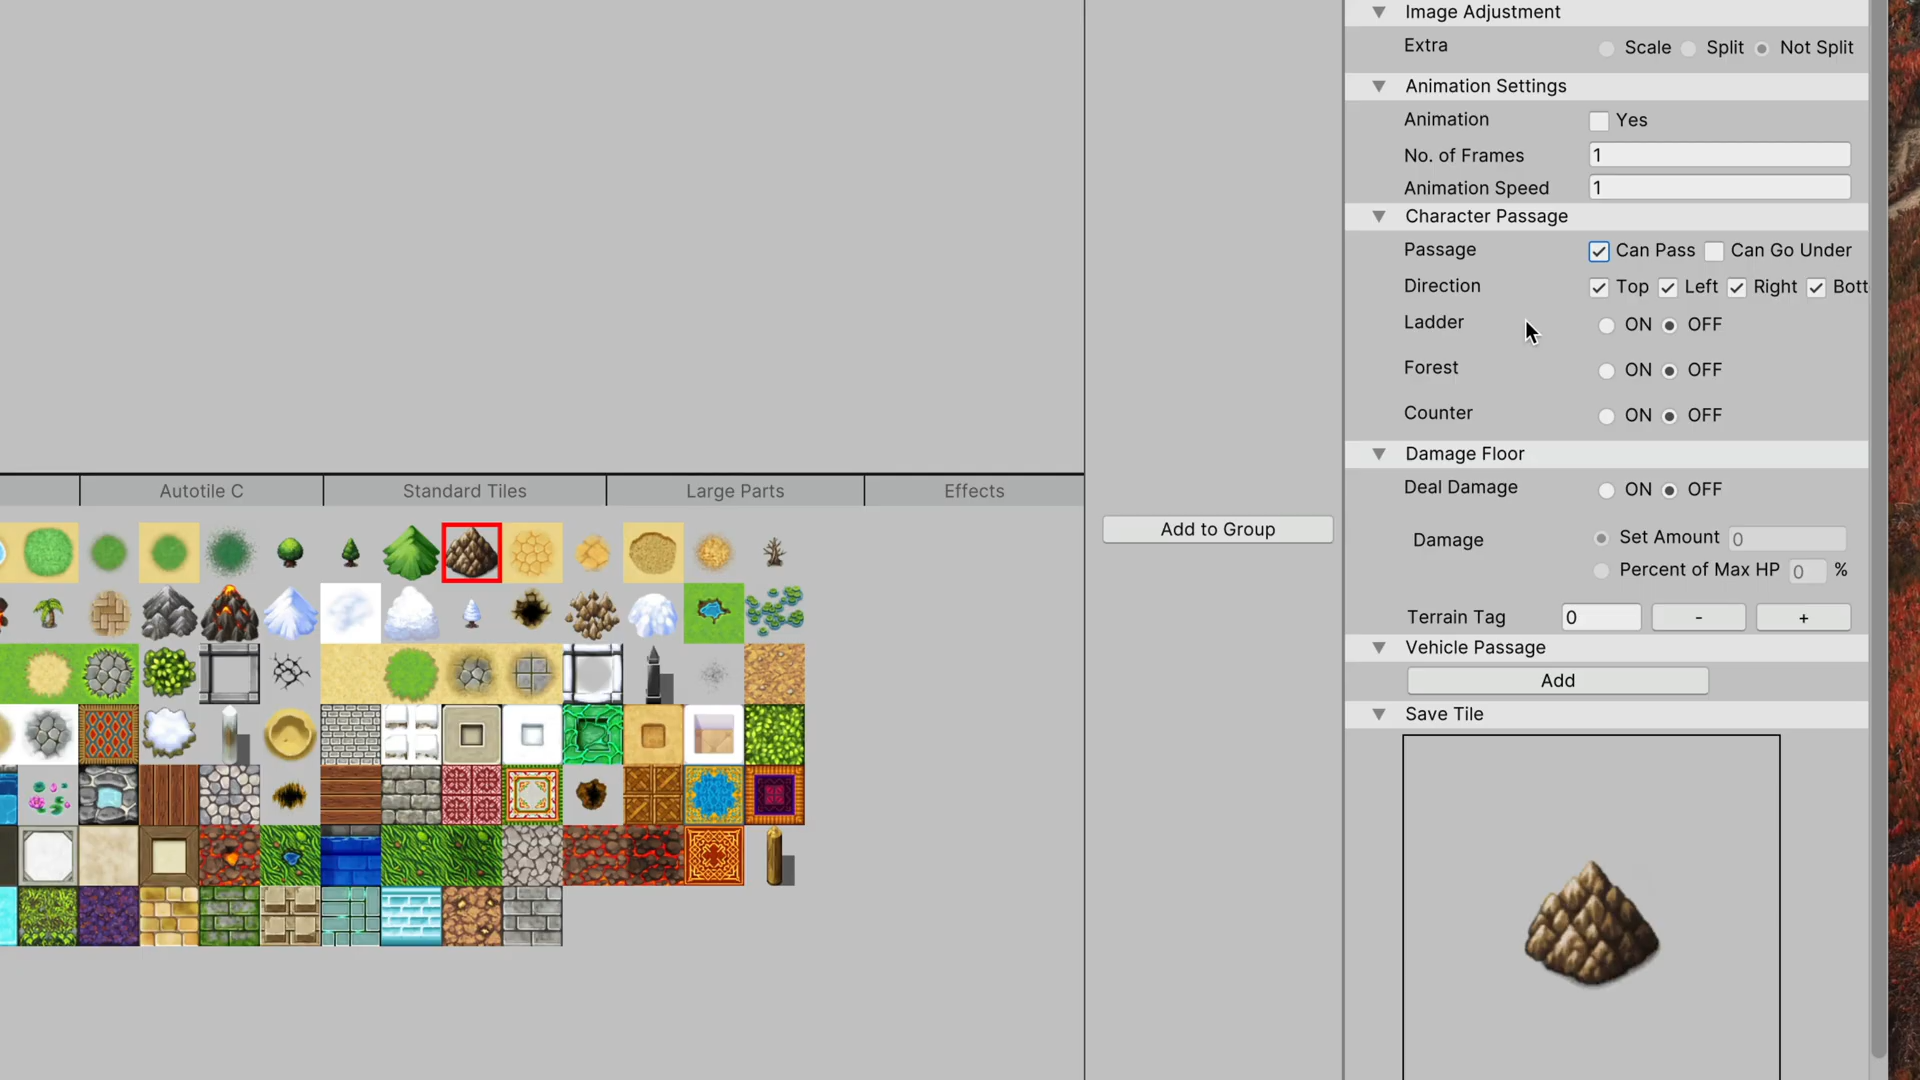 Image Adjustment
Extra Scale Split Not Split
Animation Settings
Animation Yes
No. of Frames 1
Animation Speed 1
Character Passage
Passage Can Pass Can Go Under
Direction Top Left Right Bott
Ladder ON OFF
Forest ON OFF
Counter ON OFF
Damage Floor
Deal Damage ON OFF
Damage Set Amount 0
Percent of Max HP 0 %
Terrain Tag 0 - +
Vehicle Passage
Add
Save Tile
Autotile C Standard Tiles Large Parts Effects
Add to Group